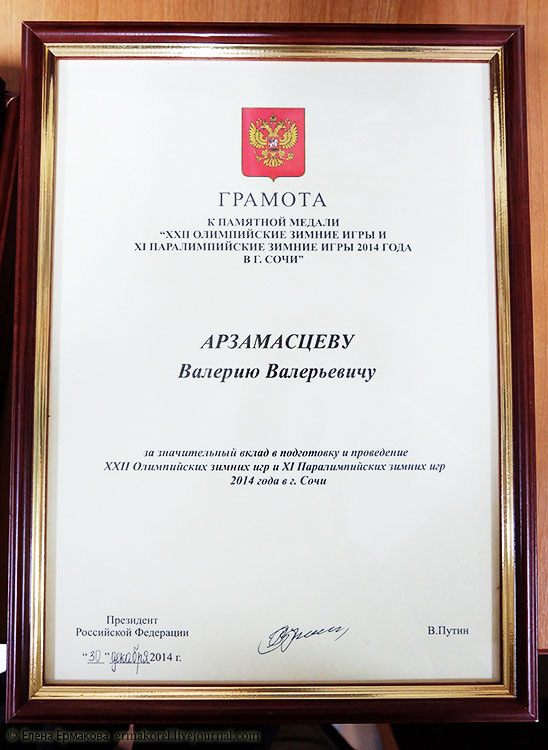 ГРАМОТА
К ПАМЯТНОЙ МЕДАЛИ
“XXII ОЛИМПИЙСКИЕ ЗИМНИЕ ИГРЫ И
XI ПАРАЛИМПИЙСКИЕ ЗИМНИЕ ИГРЫ 2014 ГОДА
В Г. СОЧИ”
АРЗАМАСЦЕВУ
Валерию Валерьевичу
за значительный вклад в подготовку и проведение
XXII Олимпийских зимних игр и XI Паралимпийских зимних игр
2014 года в г. Сочи
Президент
Российской Федерации
В.Путин
“30” декабря 2014 г.
© Елена Ермакова ermakorel.livejournal.com